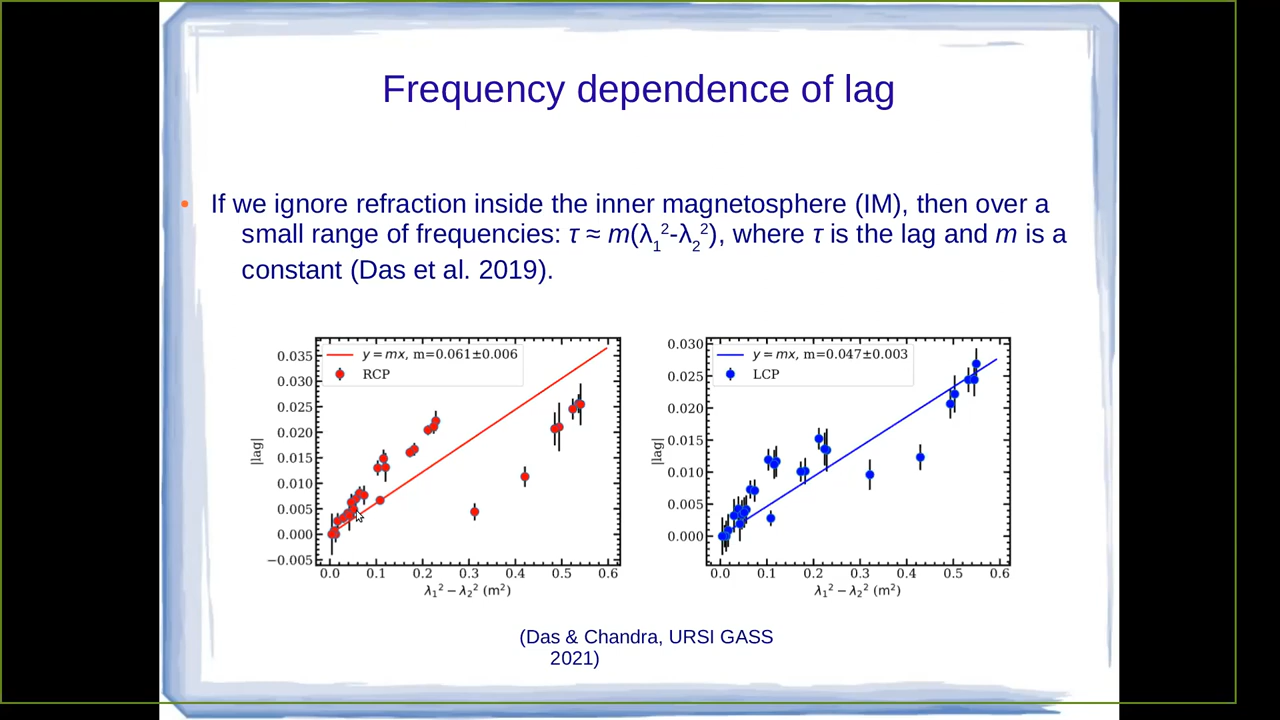 Frequency dependence of lag
• If we ignore refraction inside the inner magnetosphere (IM), then over a
small range of frequencies: τ ≈ m(λ₁²-λ₂²), where τ is the lag and m is a
constant (Das et al. 2019).
y = mx, m=0.061±0.006
RCP
|lag|
0.035
0.030
0.025
0.020
0.015
0.010
0.005
0.000
−0.005
0.0 0.1 0.2 0.3 0.4 0.5 0.6
λ₁² − λ₂² (m²)
y = mx, m=0.047±0.003
LCP
|lag|
0.030
0.025
0.020
0.015
0.010
0.005
0.000
0.0 0.1 0.2 0.3 0.4 0.5 0.6
λ₁² − λ₂² (m²)
(Das & Chandra, URSI GASS
2021)